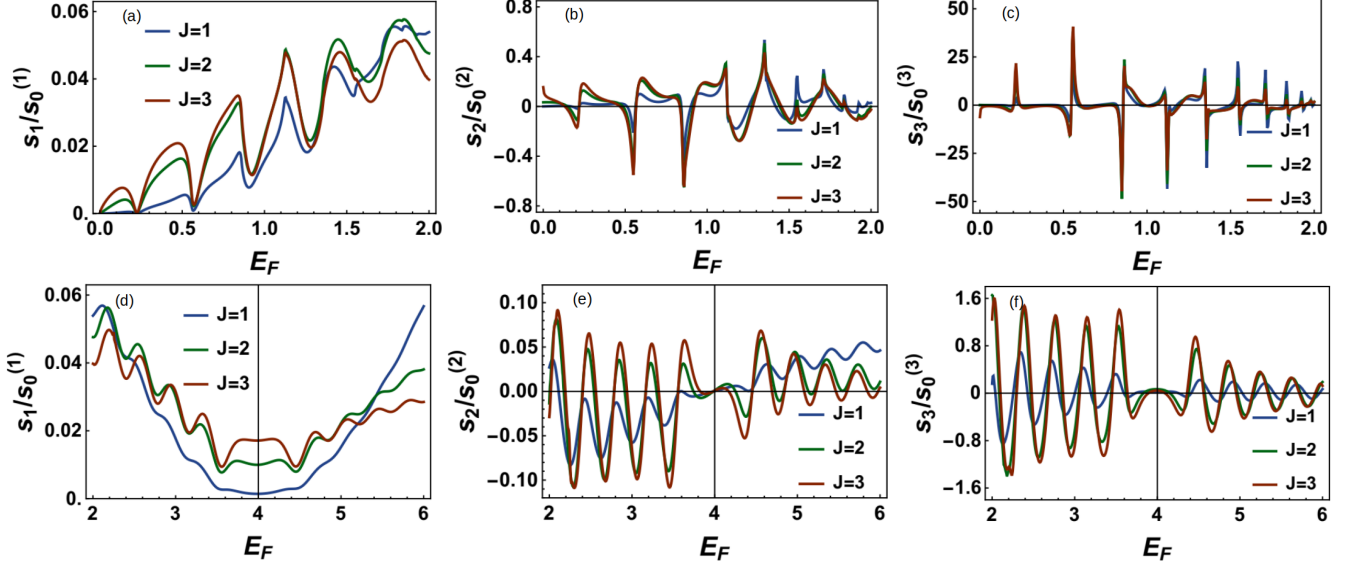 (a)
J=1
J=2
J=3
s1/s0(1)
0.06
0.04
0.02
0.
0.0 0.5 1.0 1.5 2.0
EF
(b)
s2/s0(2)
0.8
0.4
0
−0.4
−0.8
J=1
J=2
J=3
0.0 0.5 1.0 1.5 2.0
EF
(c)
s3/s0(3)
50
25
0
−25
−50
J=1
J=2
J=3
0.0 0.5 1.0 1.5 2.0
EF
(d)
J=1
J=2
J=3
s1/s0(1)
0.06
0.04
0.02
0.
2 3 4 5 6
EF
(e)
s2/s0(2)
0.10
0.05
0.00
−0.05
−0.10
J=1
J=2
J=3
2 3 4 5 6
EF
(f)
s3/s0(3)
1.6
0.8
0
−0.8
−1.6
J=1
J=2
J=3
2 3 4 5 6
EF